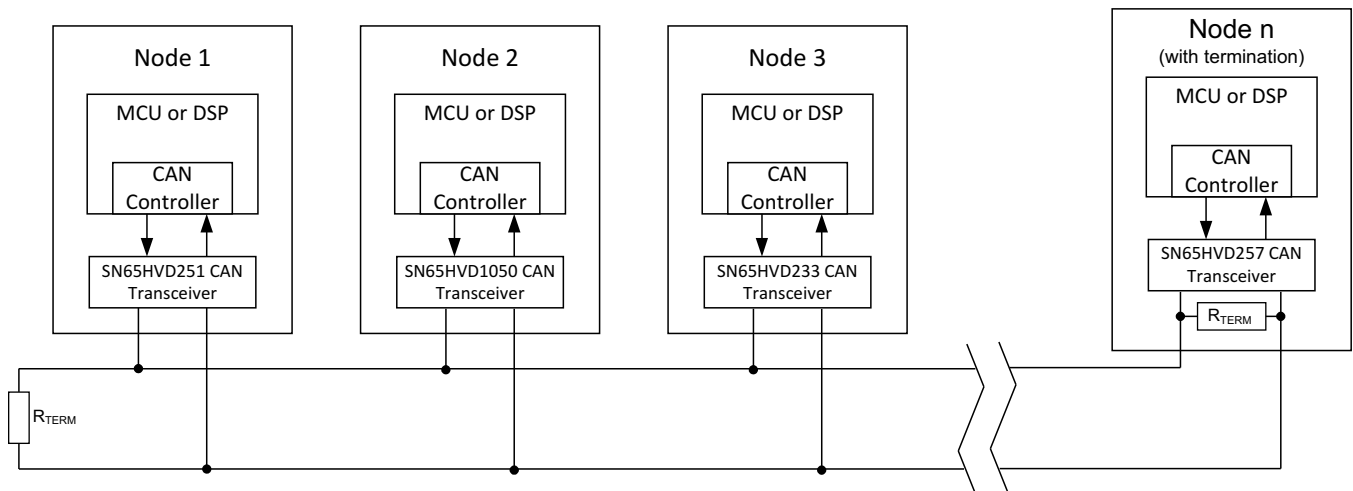 Node 1
MCU or DSP
CAN
Controller
SN65HVD251 CAN
Transceiver
Node 2
MCU or DSP
CAN
Controller
SN65HVD1050 CAN
Transceiver
Node 3
MCU or DSP
CAN
Controller
SN65HVD233 CAN
Transceiver
Node n
(with termination)
MCU or DSP
CAN
Controller
SN65HVD257 CAN
Transceiver
RTERM
RTERM